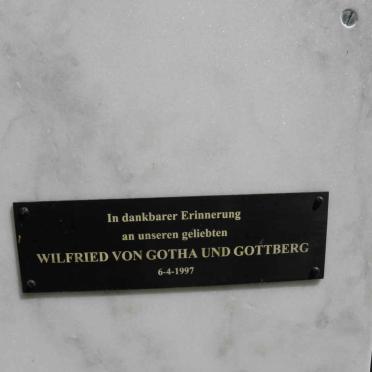 In dankbarer Erinnerung
an unseren geliebten
WILFRIED VON GOTHA UND GOTTBERG
6-4-1997